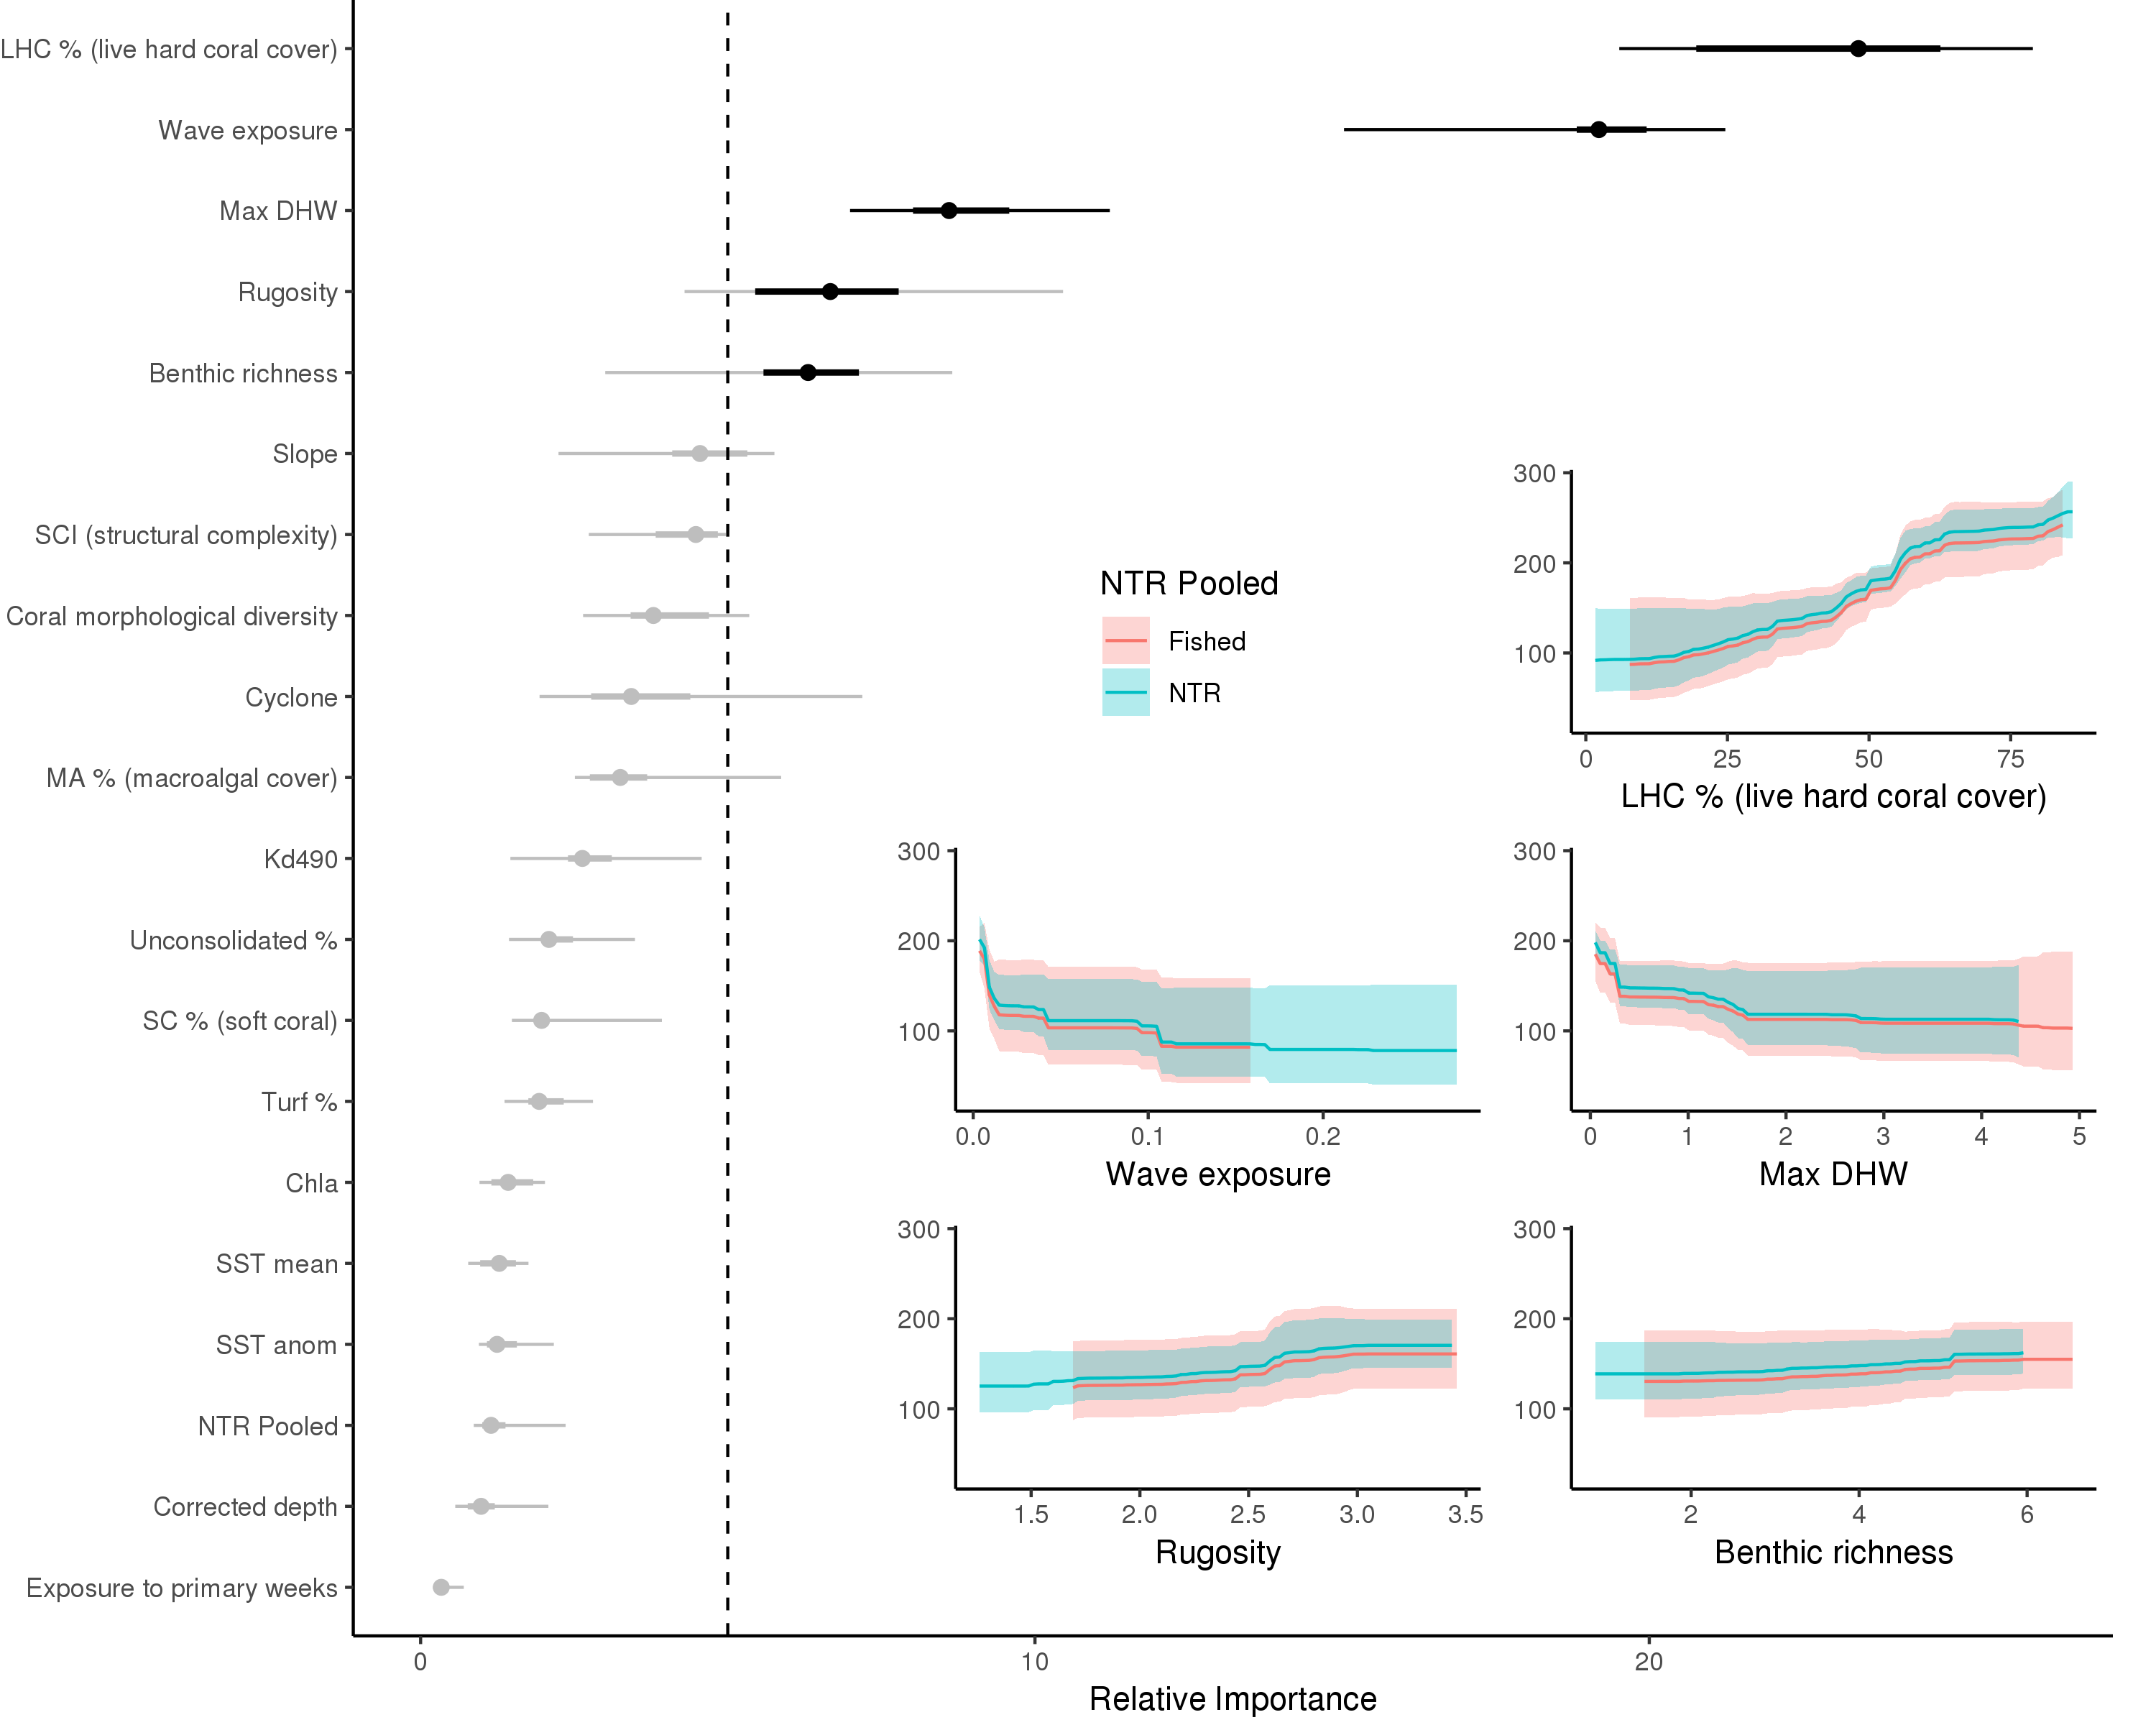 LHC % (live hard coral cover)
Wave exposure
Max DHW
Rugosity
Benthic richness
Slope
SCI (structural complexity)
Coral morphological diversity
Cyclone
MA % (macroalgal cover)
Kd490
Unconsolidated %
SC % (soft coral)
Turf %
Chla
SST mean
SST anom
NTR Pooled
Corrected depth
Exposure to primary weeks
0 10 20
Relative Importance
NTR Pooled
Fished
NTR
300
200
100
0 25 50 75
LHC % (live hard coral cover)
300
200
100
0.0 0.1 0.2
Wave exposure
300
200
100
0 1 2 3 4 5
Max DHW
300
200
100
1.5 2.0 2.5 3.0 3.5
Rugosity
300
200
100
2 4 6
Benthic richness